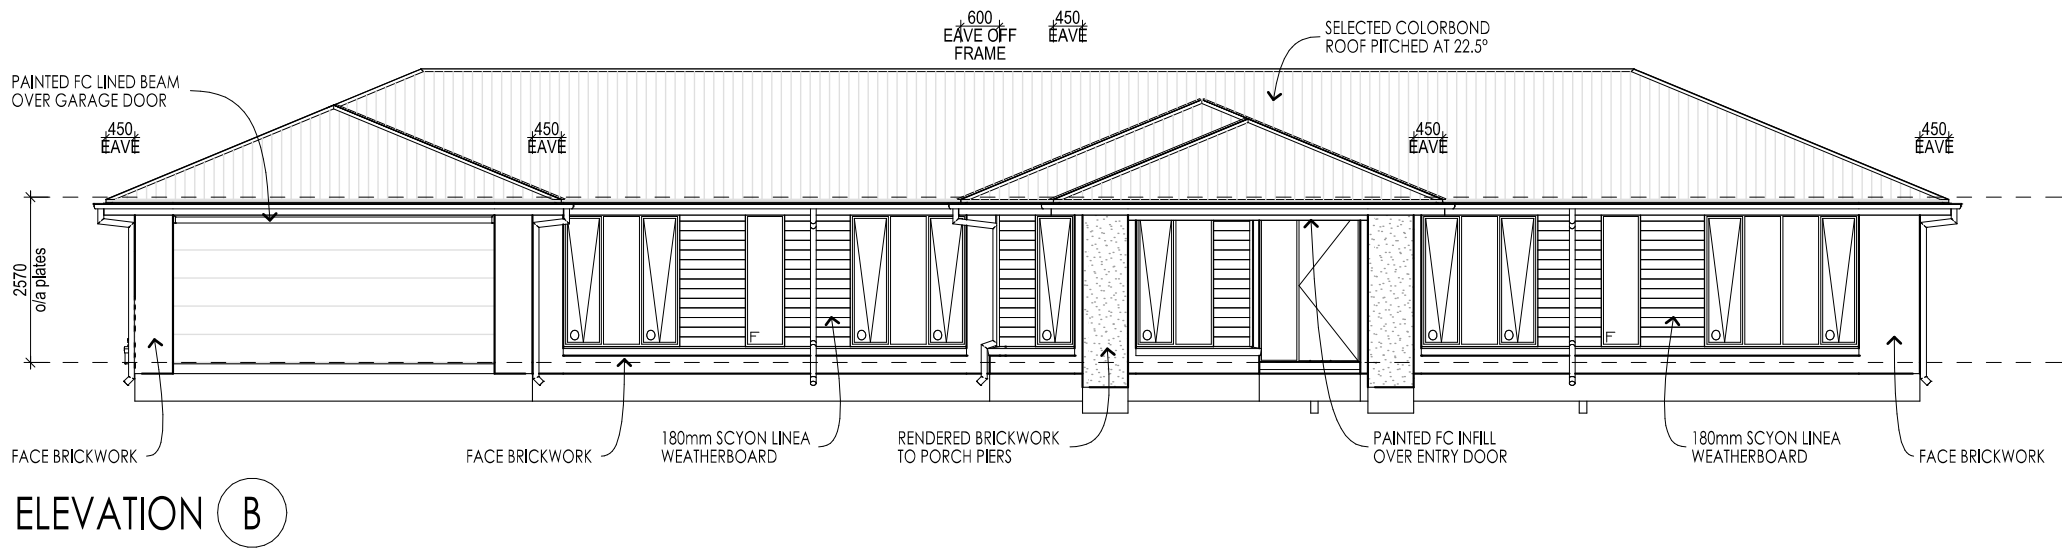 600
EAVE OFF
FRAME
450
EAVE
SELECTED COLORBOND
ROOF PITCHED AT 22.5°
PAINTED FC LINED BEAM
OVER GARAGE DOOR
450
EAVE
450
EAVE
450
EAVE
450
EAVE
2570
o/a plates
F
F
FACE BRICKWORK
FACE BRICKWORK
180mm SCYON LINEA
WEATHERBOARD
RENDERED BRICKWORK
TO PORCH PIERS
PAINTED FC INFILL
OVER ENTRY DOOR
180mm SCYON LINEA
WEATHERBOARD
FACE BRICKWORK
ELEVATION B